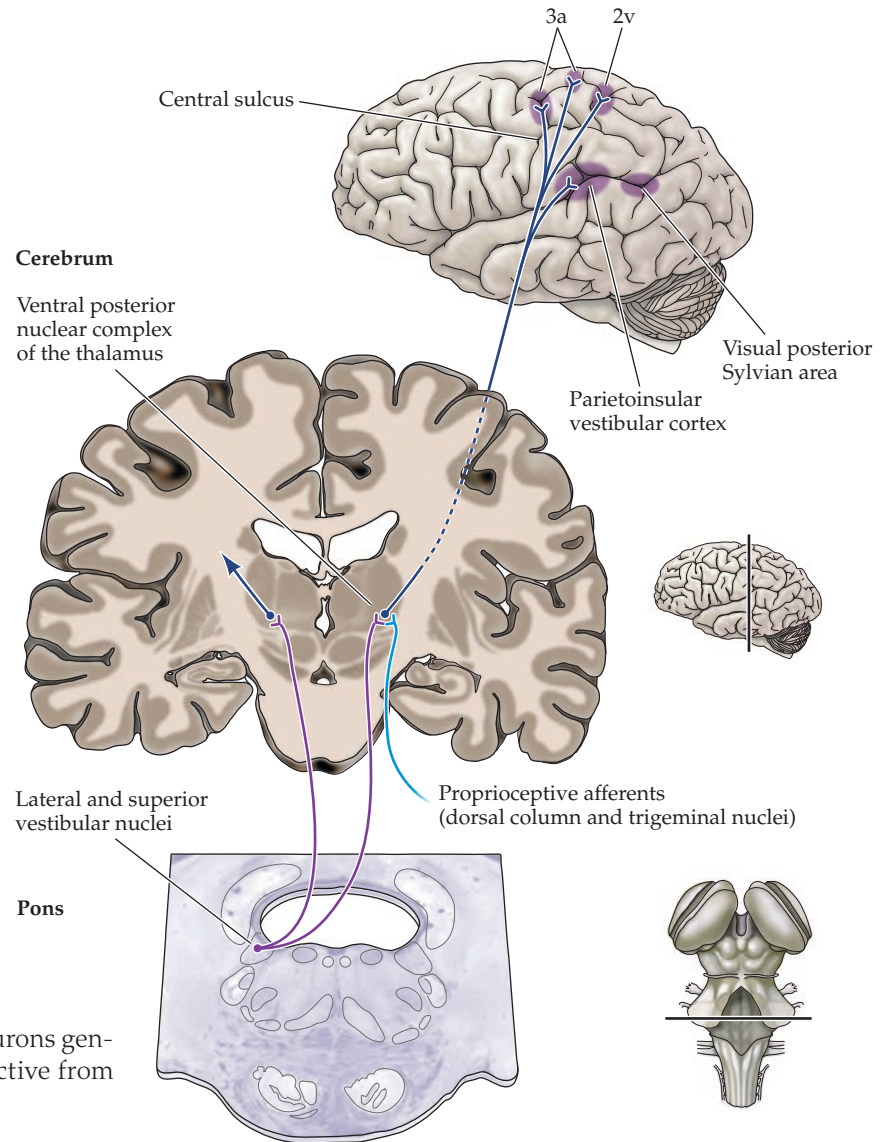 3a
2v
Central sulcus
Cerebrum
Ventral posterior
nuclear complex
of the thalamus
Visual posterior
Sylvian area
Parietoinsular
vestibular cortex
Lateral and superior
vestibular nuclei
Proprioceptive afferents
(dorsal column and trigeminal nuclei)
Pons
urons gen-
ctive from